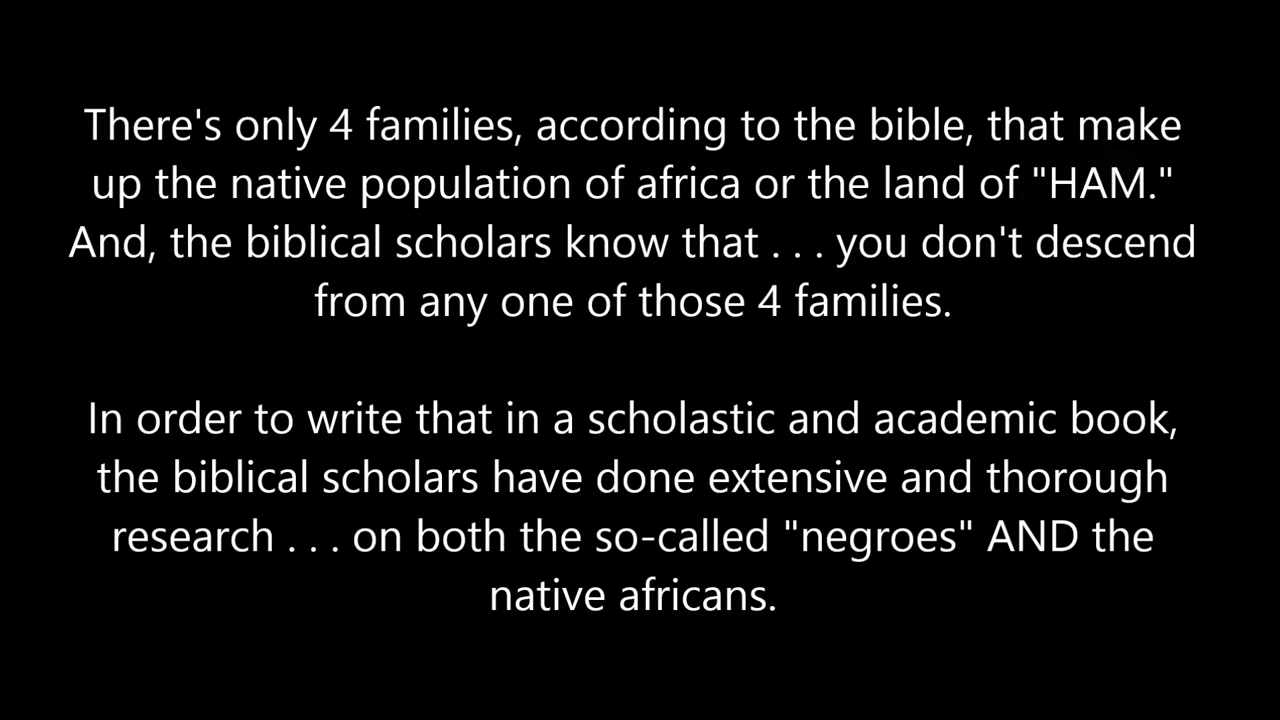 There's only 4 families, according to the bible, that make
up the native population of africa or the land of "HAM."
And, the biblical scholars know that . . . you don't descend
from any one of those 4 families.
In order to write that in a scholastic and academic book,
the biblical scholars have done extensive and thorough
research . . . on both the so-called "negroes" AND the
native africans.